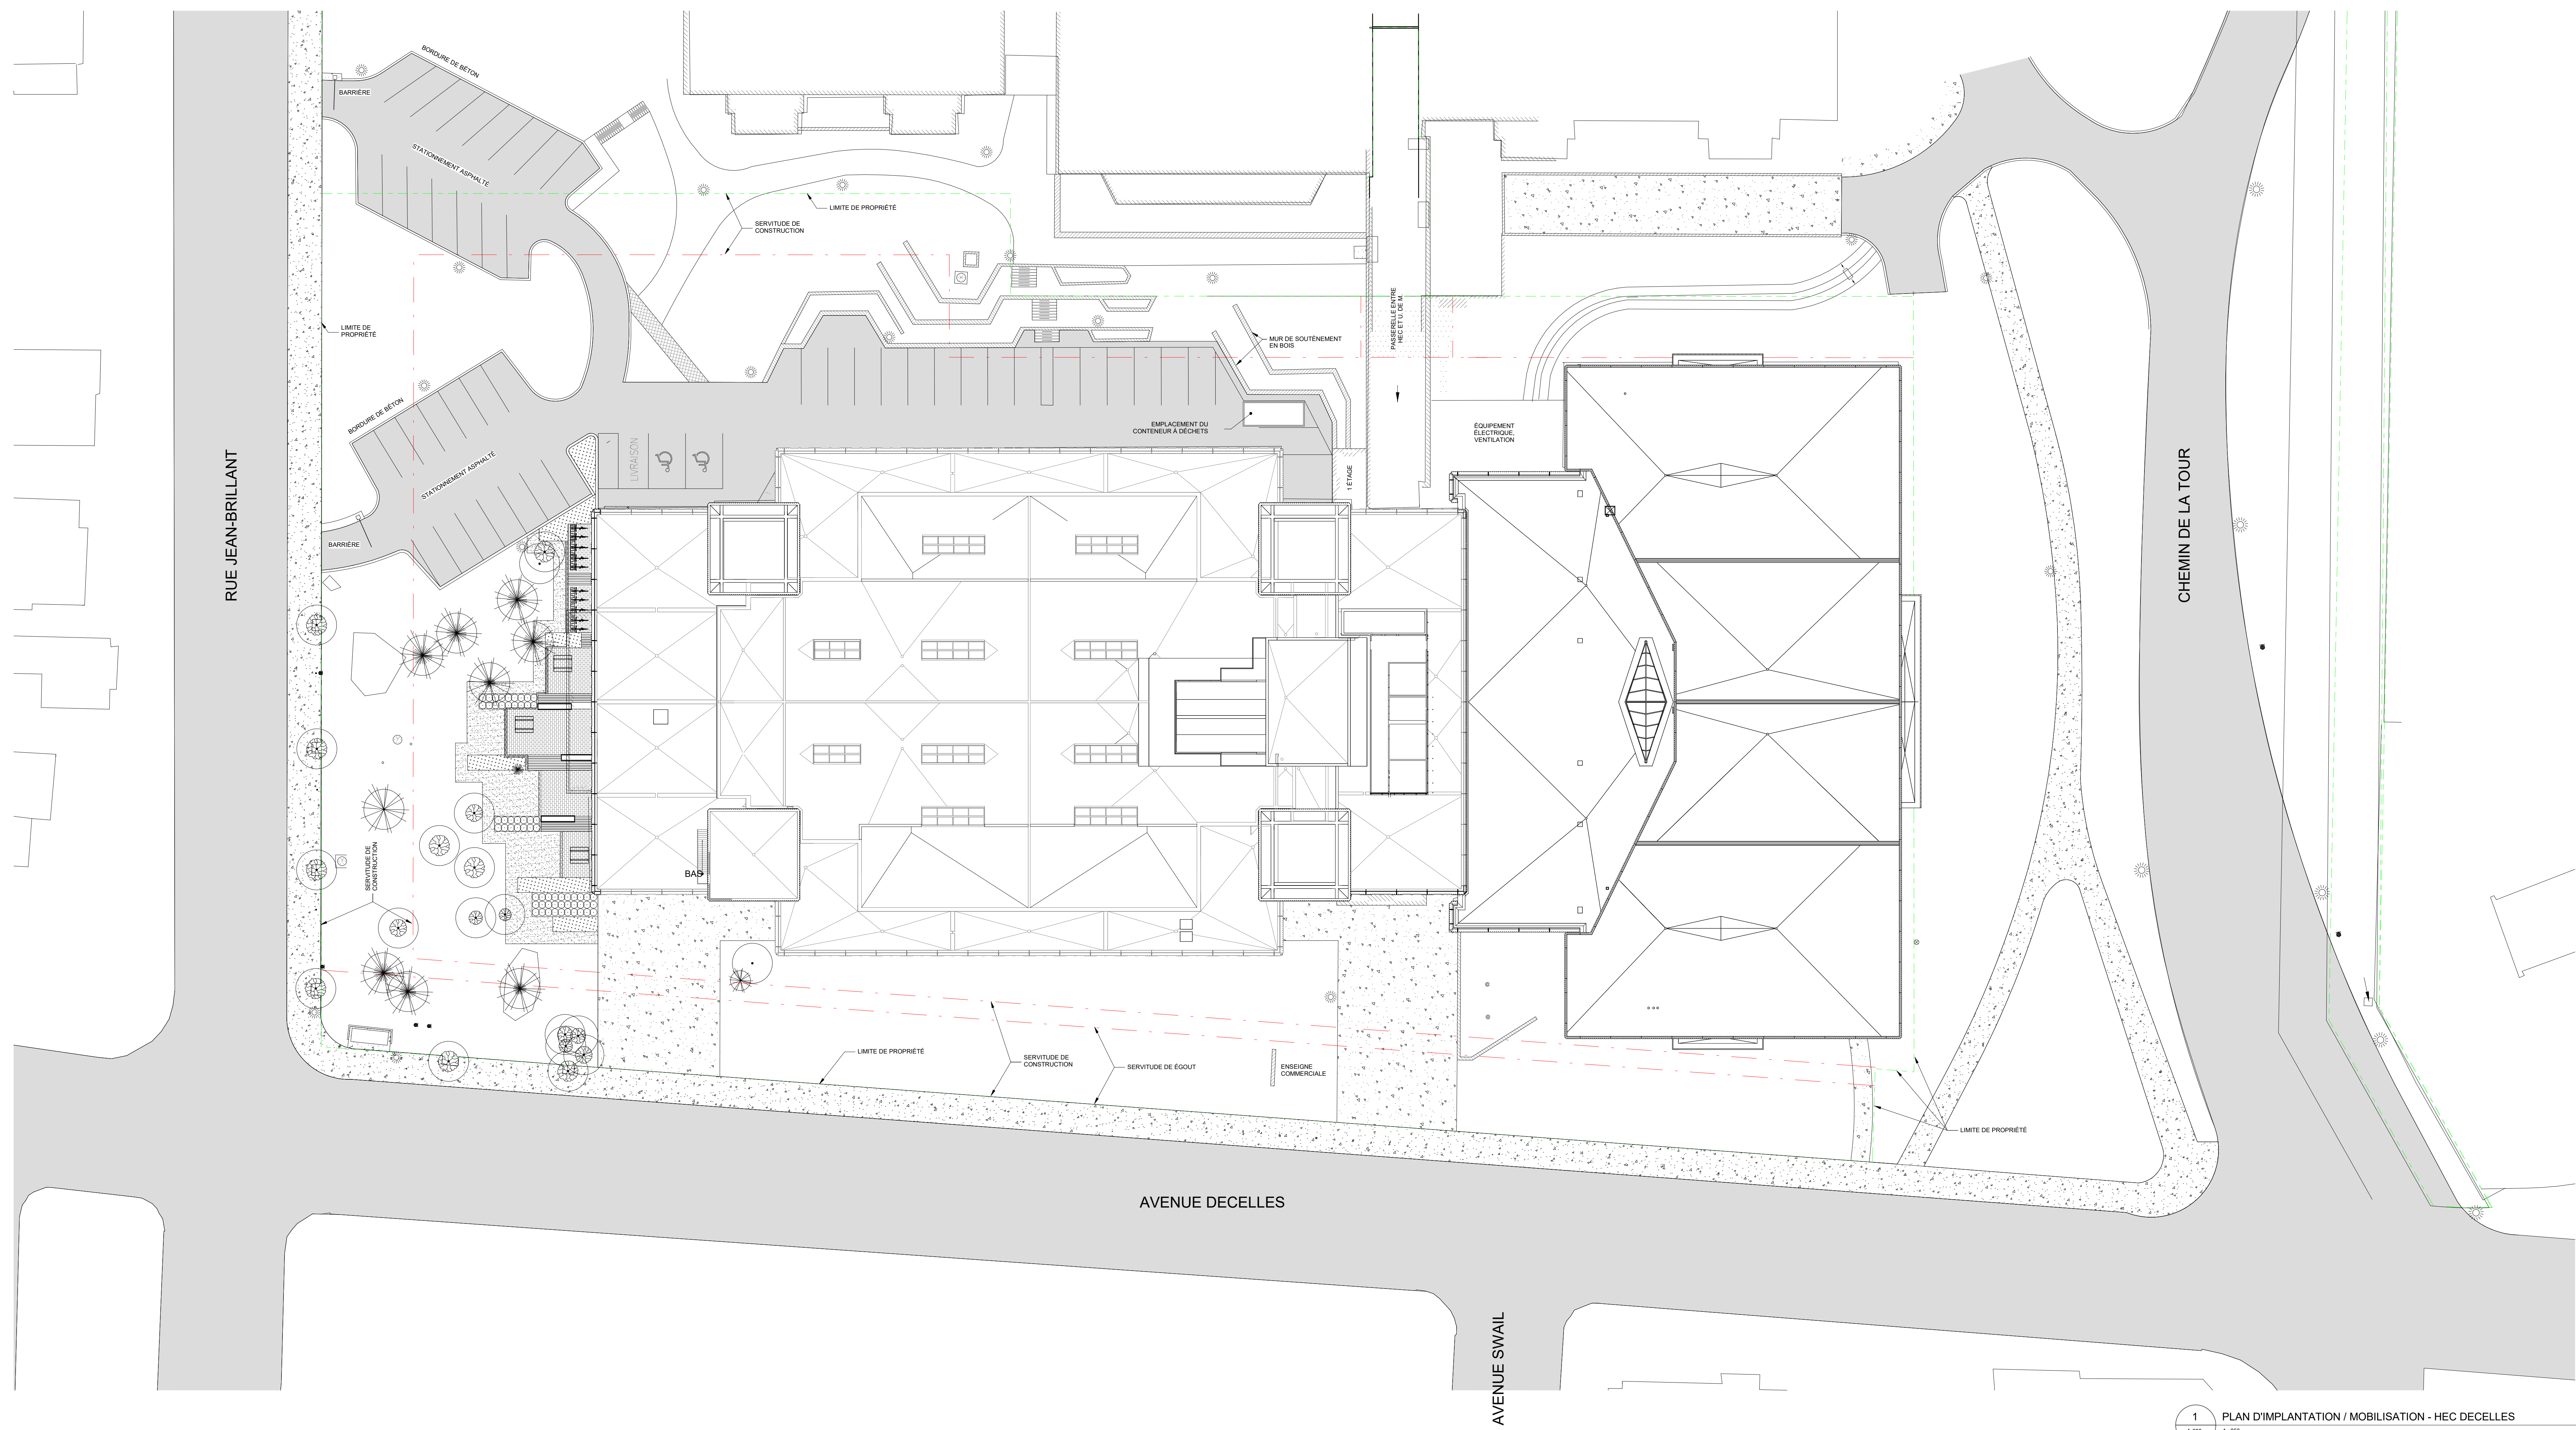 BORDURE DE BÉTON
BARRIÈRE
STATIONNEMENT ASPHALTÉ
LIMITE DE PROPRIÉTÉ
SERVITUDE DE
CONSTRUCTION
LIMITE DE
PROPRIÉTÉ
PASSERELLE ENTRE
HEC ET U. DE M.
MUR DE SOUTÈNEMENT
EN BOIS
BORDURE DE BÉTON
EMPLACEMENT DU
CONTENEUR À DÉCHETS
ÉQUIPEMENT
ÉLECTRIQUE,
VENTILATION
LIVRAISON
STATIONNEMENT ASPHALTÉ
1 ÉTAGE
RUE JEAN-BRILLANT
CHEMIN DE LA TOUR
BARRIÈRE
SERVITUDE DE
CONSTRUCTION
BAS
LIMITE DE PROPRIÉTÉ
SERVITUDE DE
CONSTRUCTION
SERVITUDE DE ÉGOUT
ENSEIGNE
COMMERCIALE
LIMITE DE PROPRIÉTÉ
AVENUE DECELLES
AVENUE SWAIL
1
PLAN D'IMPLANTATION / MOBILISATION - HEC DECELLES